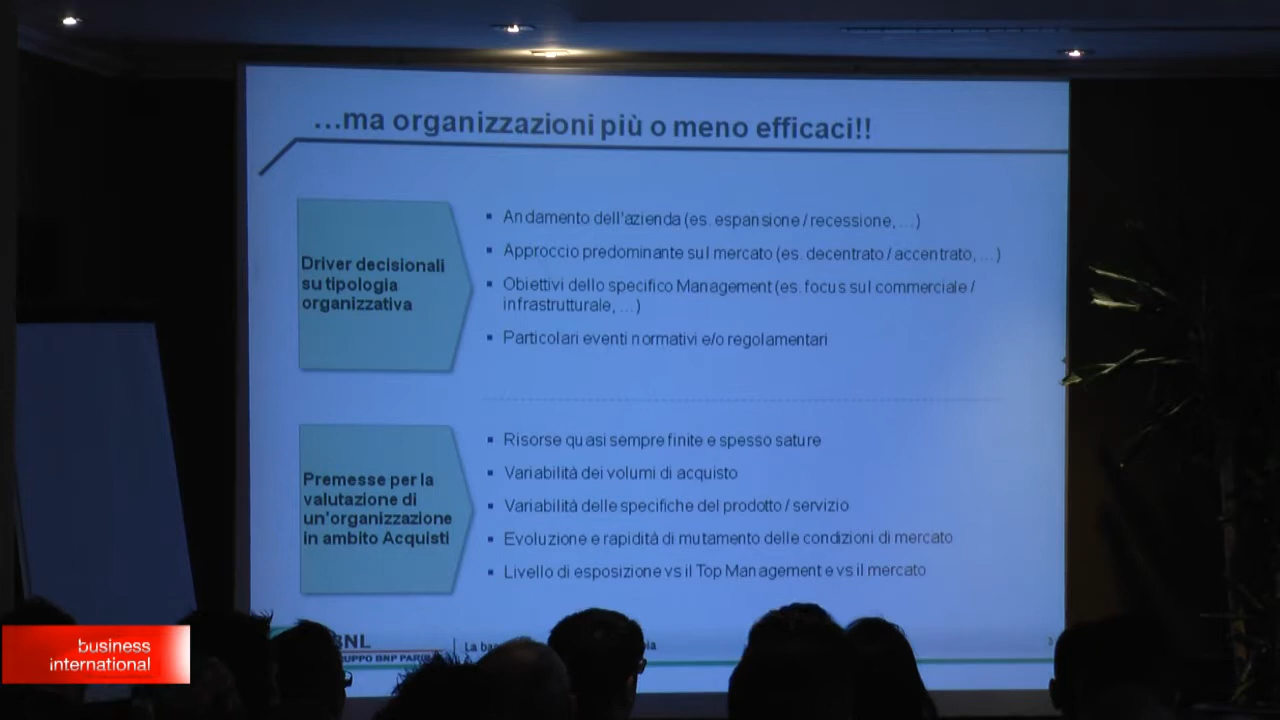 ...ma organizzazioni più o meno efficaci!!
Driver decisionali
su tipologia
organizzativa
▪ Andamento dell'azienda (es. espansione / recessione, ...)
▪ Approccio predominante sul mercato (es. decentrato / accentrato, ...)
▪ Obiettivi dello specifico Management (es. focus sul commerciale /
infrastrutturale, ...)
▪ Particolari eventi normativi e/o regolamentari
Premesse per la
valutazione di
un'organizzazione
in ambito Acquisti
▪ Risorse quasi sempre finite e spesso sature
▪ Variabilità dei volumi di acquisto
▪ Variabilità delle specifiche del prodotto / servizio
▪ Evoluzione e rapidità di mutamento delle condizioni di mercato
▪ Livello di esposizione vs il Top Management e vs il mercato
BNL
BNP
La
3
business
international